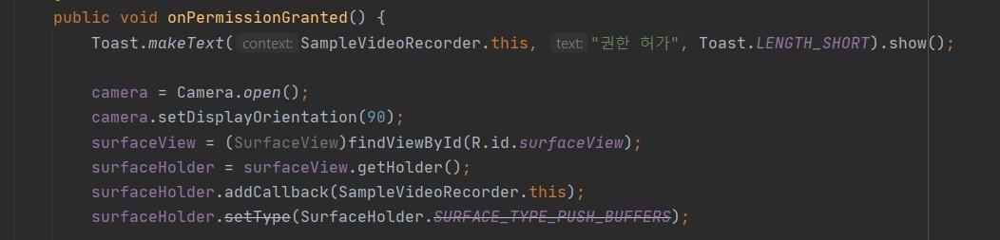 public void onPermissionGranted() {
Toast.makeText( context: SampleVideoRecorder.this, text: "권한 허가", Toast.LENGTH_SHORT).show();
camera = Camera.open();
camera.setDisplayOrientation(90);
surfaceView = (SurfaceView)findViewById(R.id.surfaceView);
surfaceHolder = surfaceView.getHolder();
surfaceHolder.addCallback(SampleVideoRecorder.this);
surfaceHolder.setType(SurfaceHolder.SURFACE_TYPE_PUSH_BUFFERS);